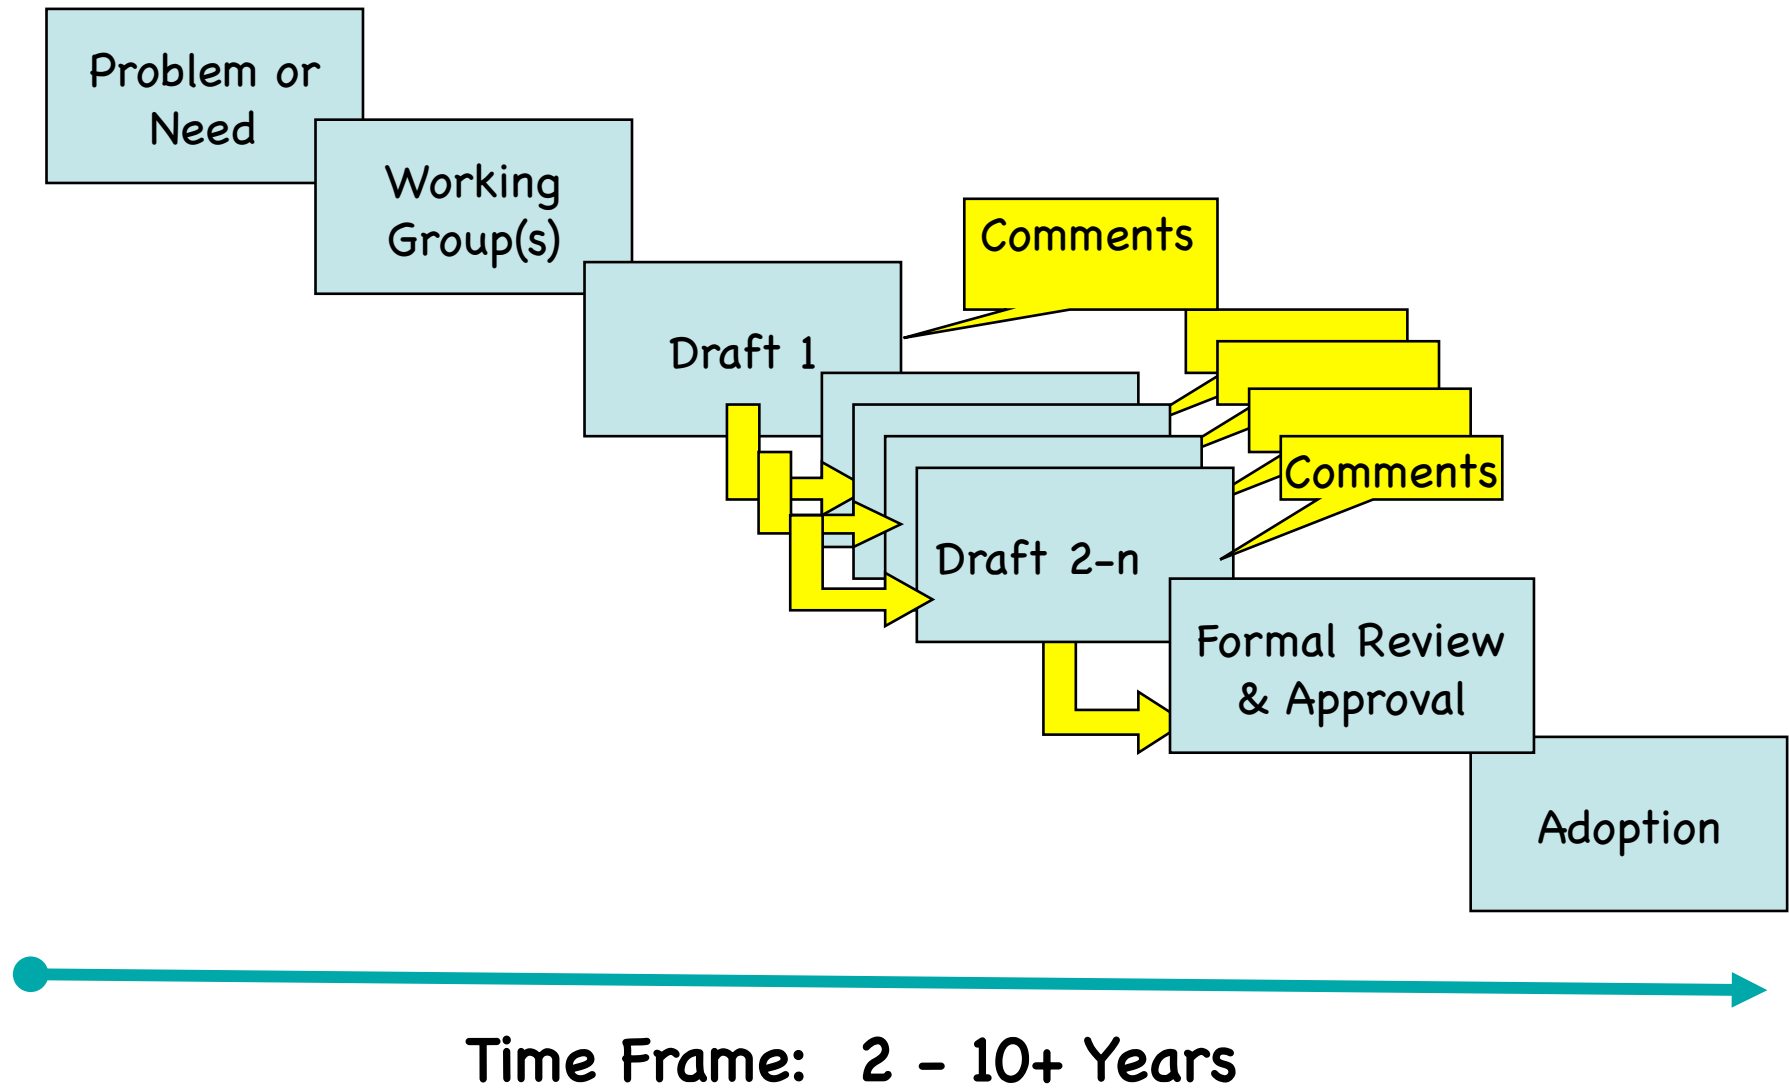 Problem or
Need
Working
Group(s)
Comments
Draft 1
Comments
Draft 2-n
Formal Review
& Approval
Adoption
Time Frame: 2 - 10+ Years